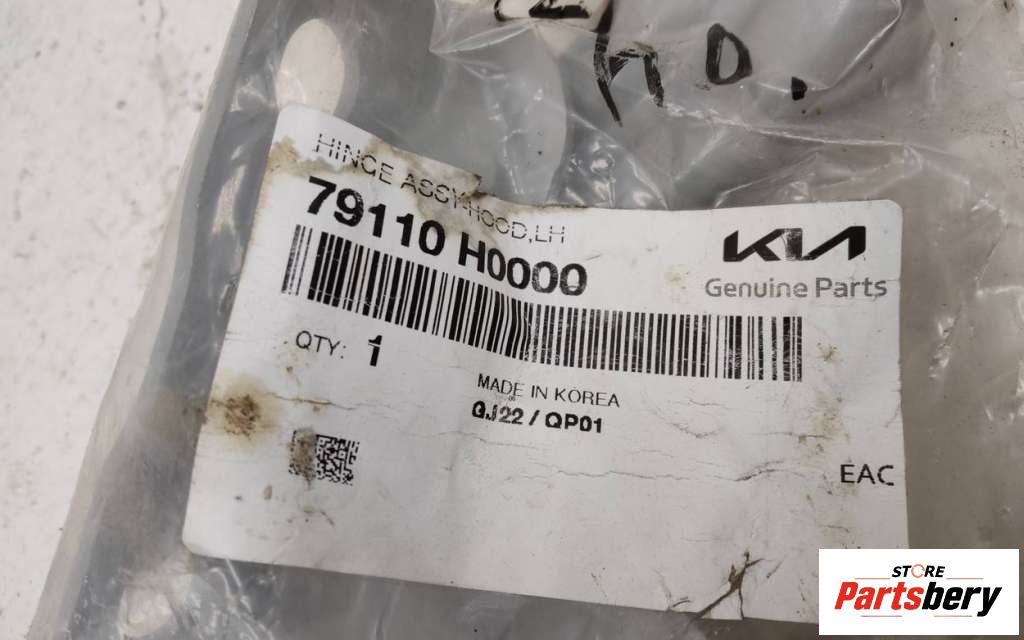 HO.
HINGE ASSY-HOOD,LH
79110 H0000
KIA
Genuine Parts
QTY: 1
MADE IN KOREA
GJ22 / QP01
EAC
STORE
Partsbery